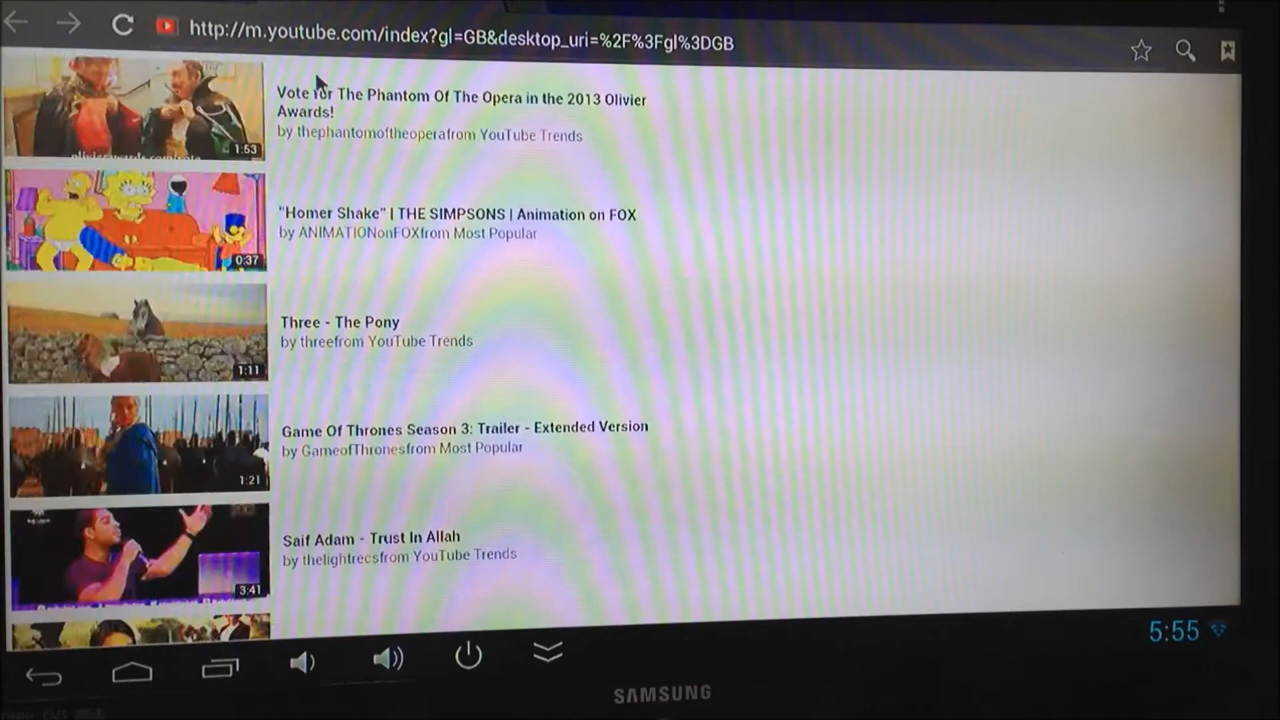 http://m.youtube.com/index?gl=GB&desktop_uri=%2F%3Fgl%3DGB
Vote for The Phantom Of The Opera in the 2013 Olivier
Awards!
by thephantomoftheoperafrom YouTube Trends
1:53
"Homer Shake" | THE SIMPSONS | Animation on FOX
by ANIMATIONonFOXfrom Most Popular
0:37
Three - The Pony
by threefrom YouTube Trends
1:11
Game Of Thrones Season 3: Trailer - Extended Version
by GameofThronesfrom Most Popular
1:21
Saif Adam - Trust In Allah
by thelightrecsfrom YouTube Trends
3:41
5:55
SAMSUNG